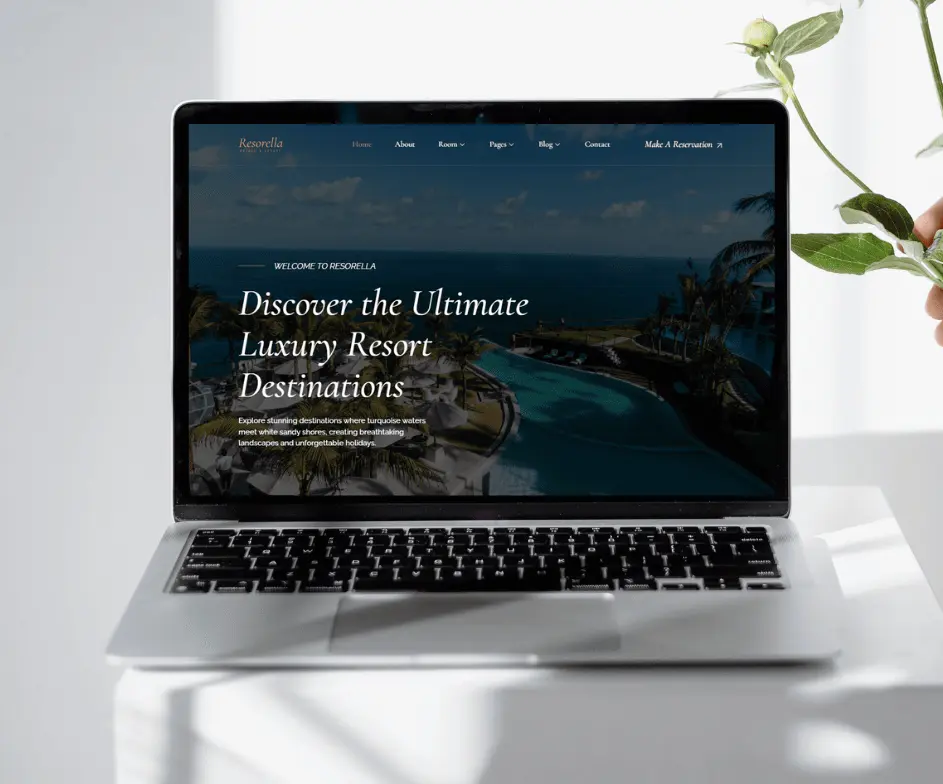 Resorella
Home
About
Room
Pages
Blog
Contact
Make A Reservation
WELCOME TO RESORELLA
Discover the Ultimate
Luxury Resort
Destinations
Explore stunning destinations where turquoise waters
meet white sandy shores, creating breathtaking
landscapes and unforgettable holidays.